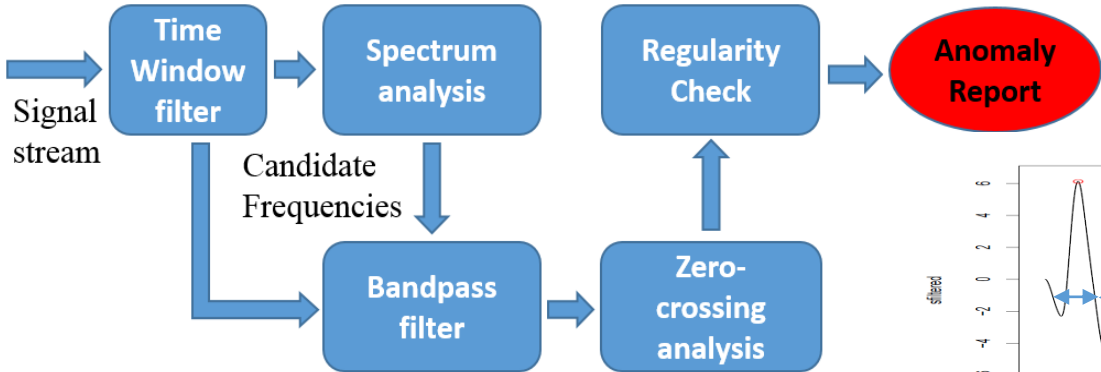 Time
Window
filter
Spectrum
analysis
Regularity
Check
Anomaly
Report
Signal
stream
Candidate
Frequencies
Bandpass
filter
Zero-
crossing
analysis
sfiltered
6
4
2
0
-2
-4